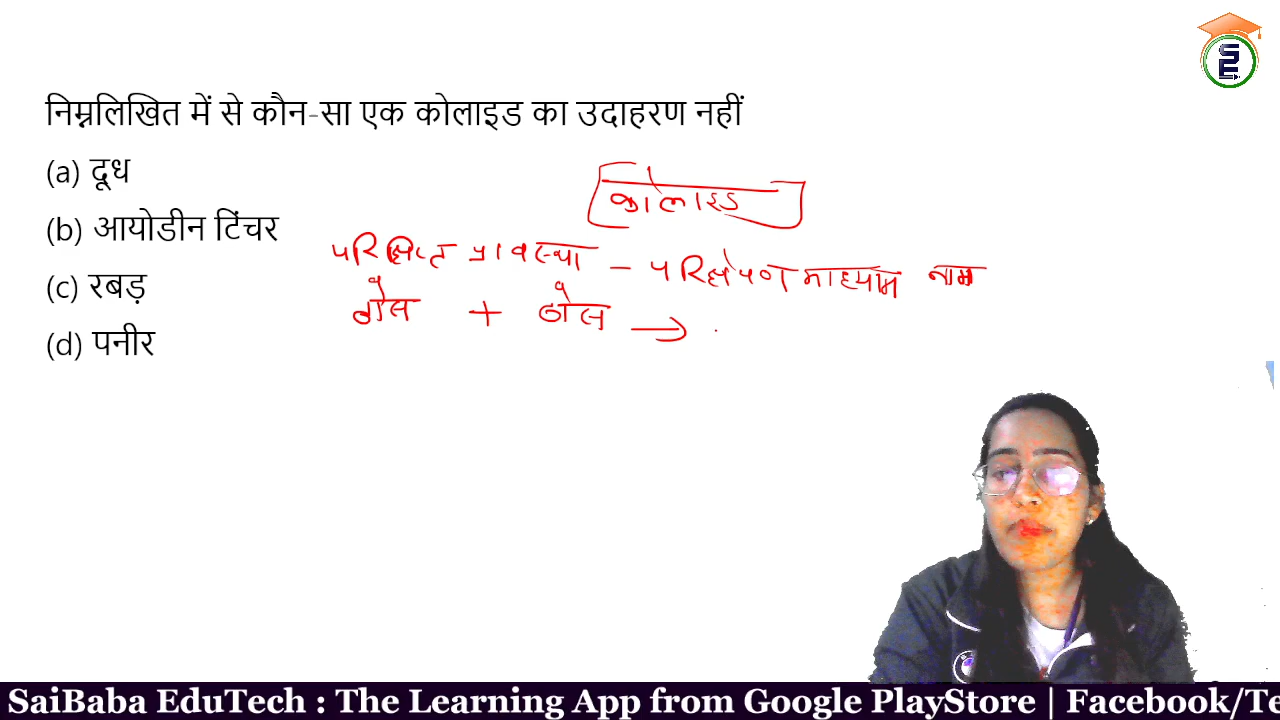 निम्नलिखित में से कौन-सा एक कोलाइड का उदाहरण नहीं
(a) दूध
(b) आयोडीन टिंचर
(c) रबड़
(d) पनीर
कोलाइड
परिक्षिप्त प्रावस्था – परिक्षेपण माध्यम नाम
ठोस + ठोस →
SaiBaba EduTech : The Learning App from Google PlayStore | Facebook/Te